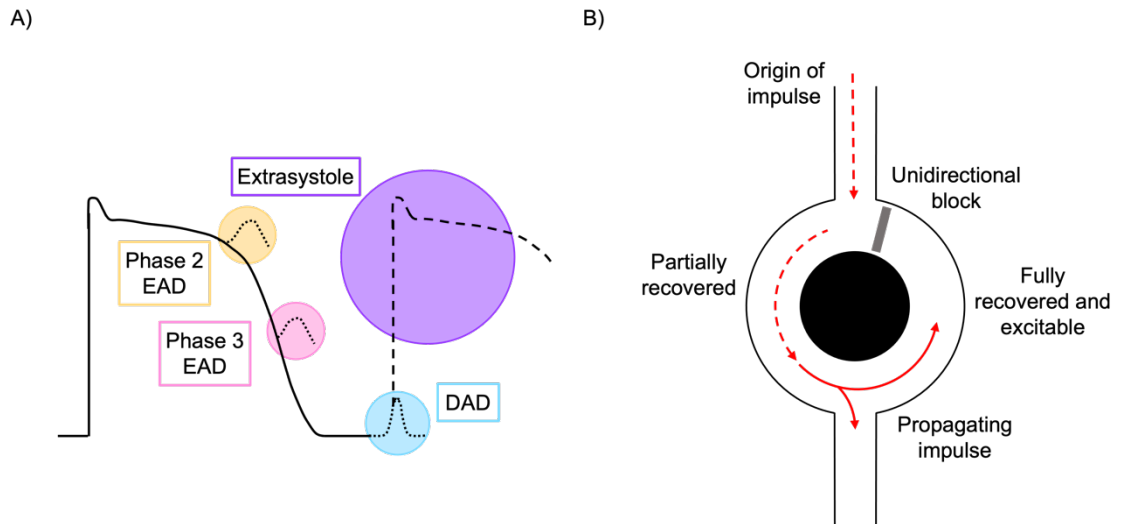 A)
Extrasystole
Phase 2
EAD
Phase 3
EAD
DAD
B)
Origin of
impulse
Unidirectional
block
Partially
recovered
Fully
recovered and
excitable
Propagating
impulse